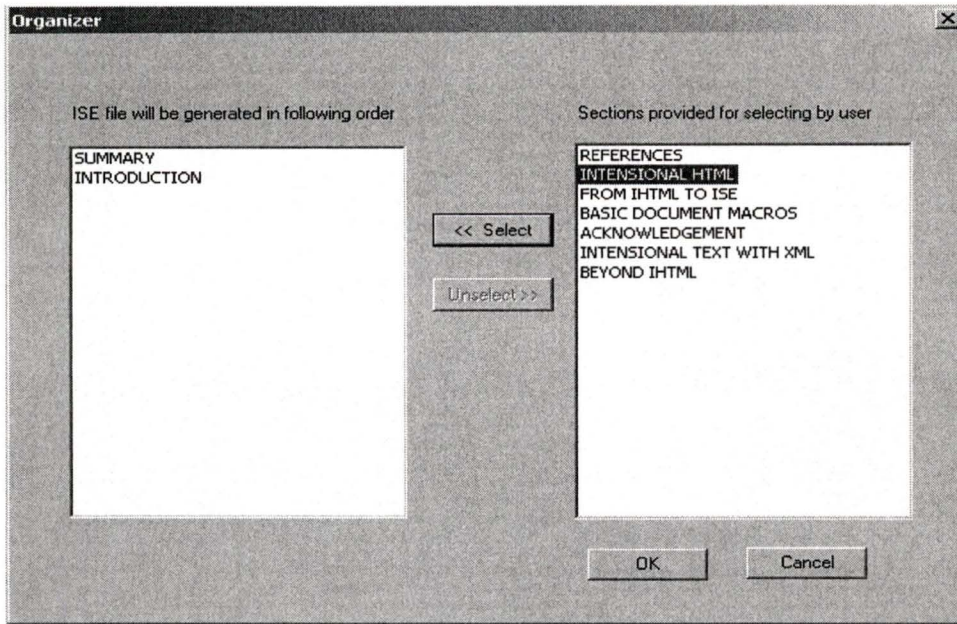 Organizer
ISE file will be generated in following order
Sections provided for selecting by user
SUMMARY
INTRODUCTION
<< Select
Unselect >>
REFERENCES
INTENSIONAL HTML
FROM IHTML TO ISE
BASIC DOCUMENT MACROS
ACKNOWLEDGEMENT
INTENSIONAL TEXT WITH XML
BEYOND IHTML
OK
Cancel